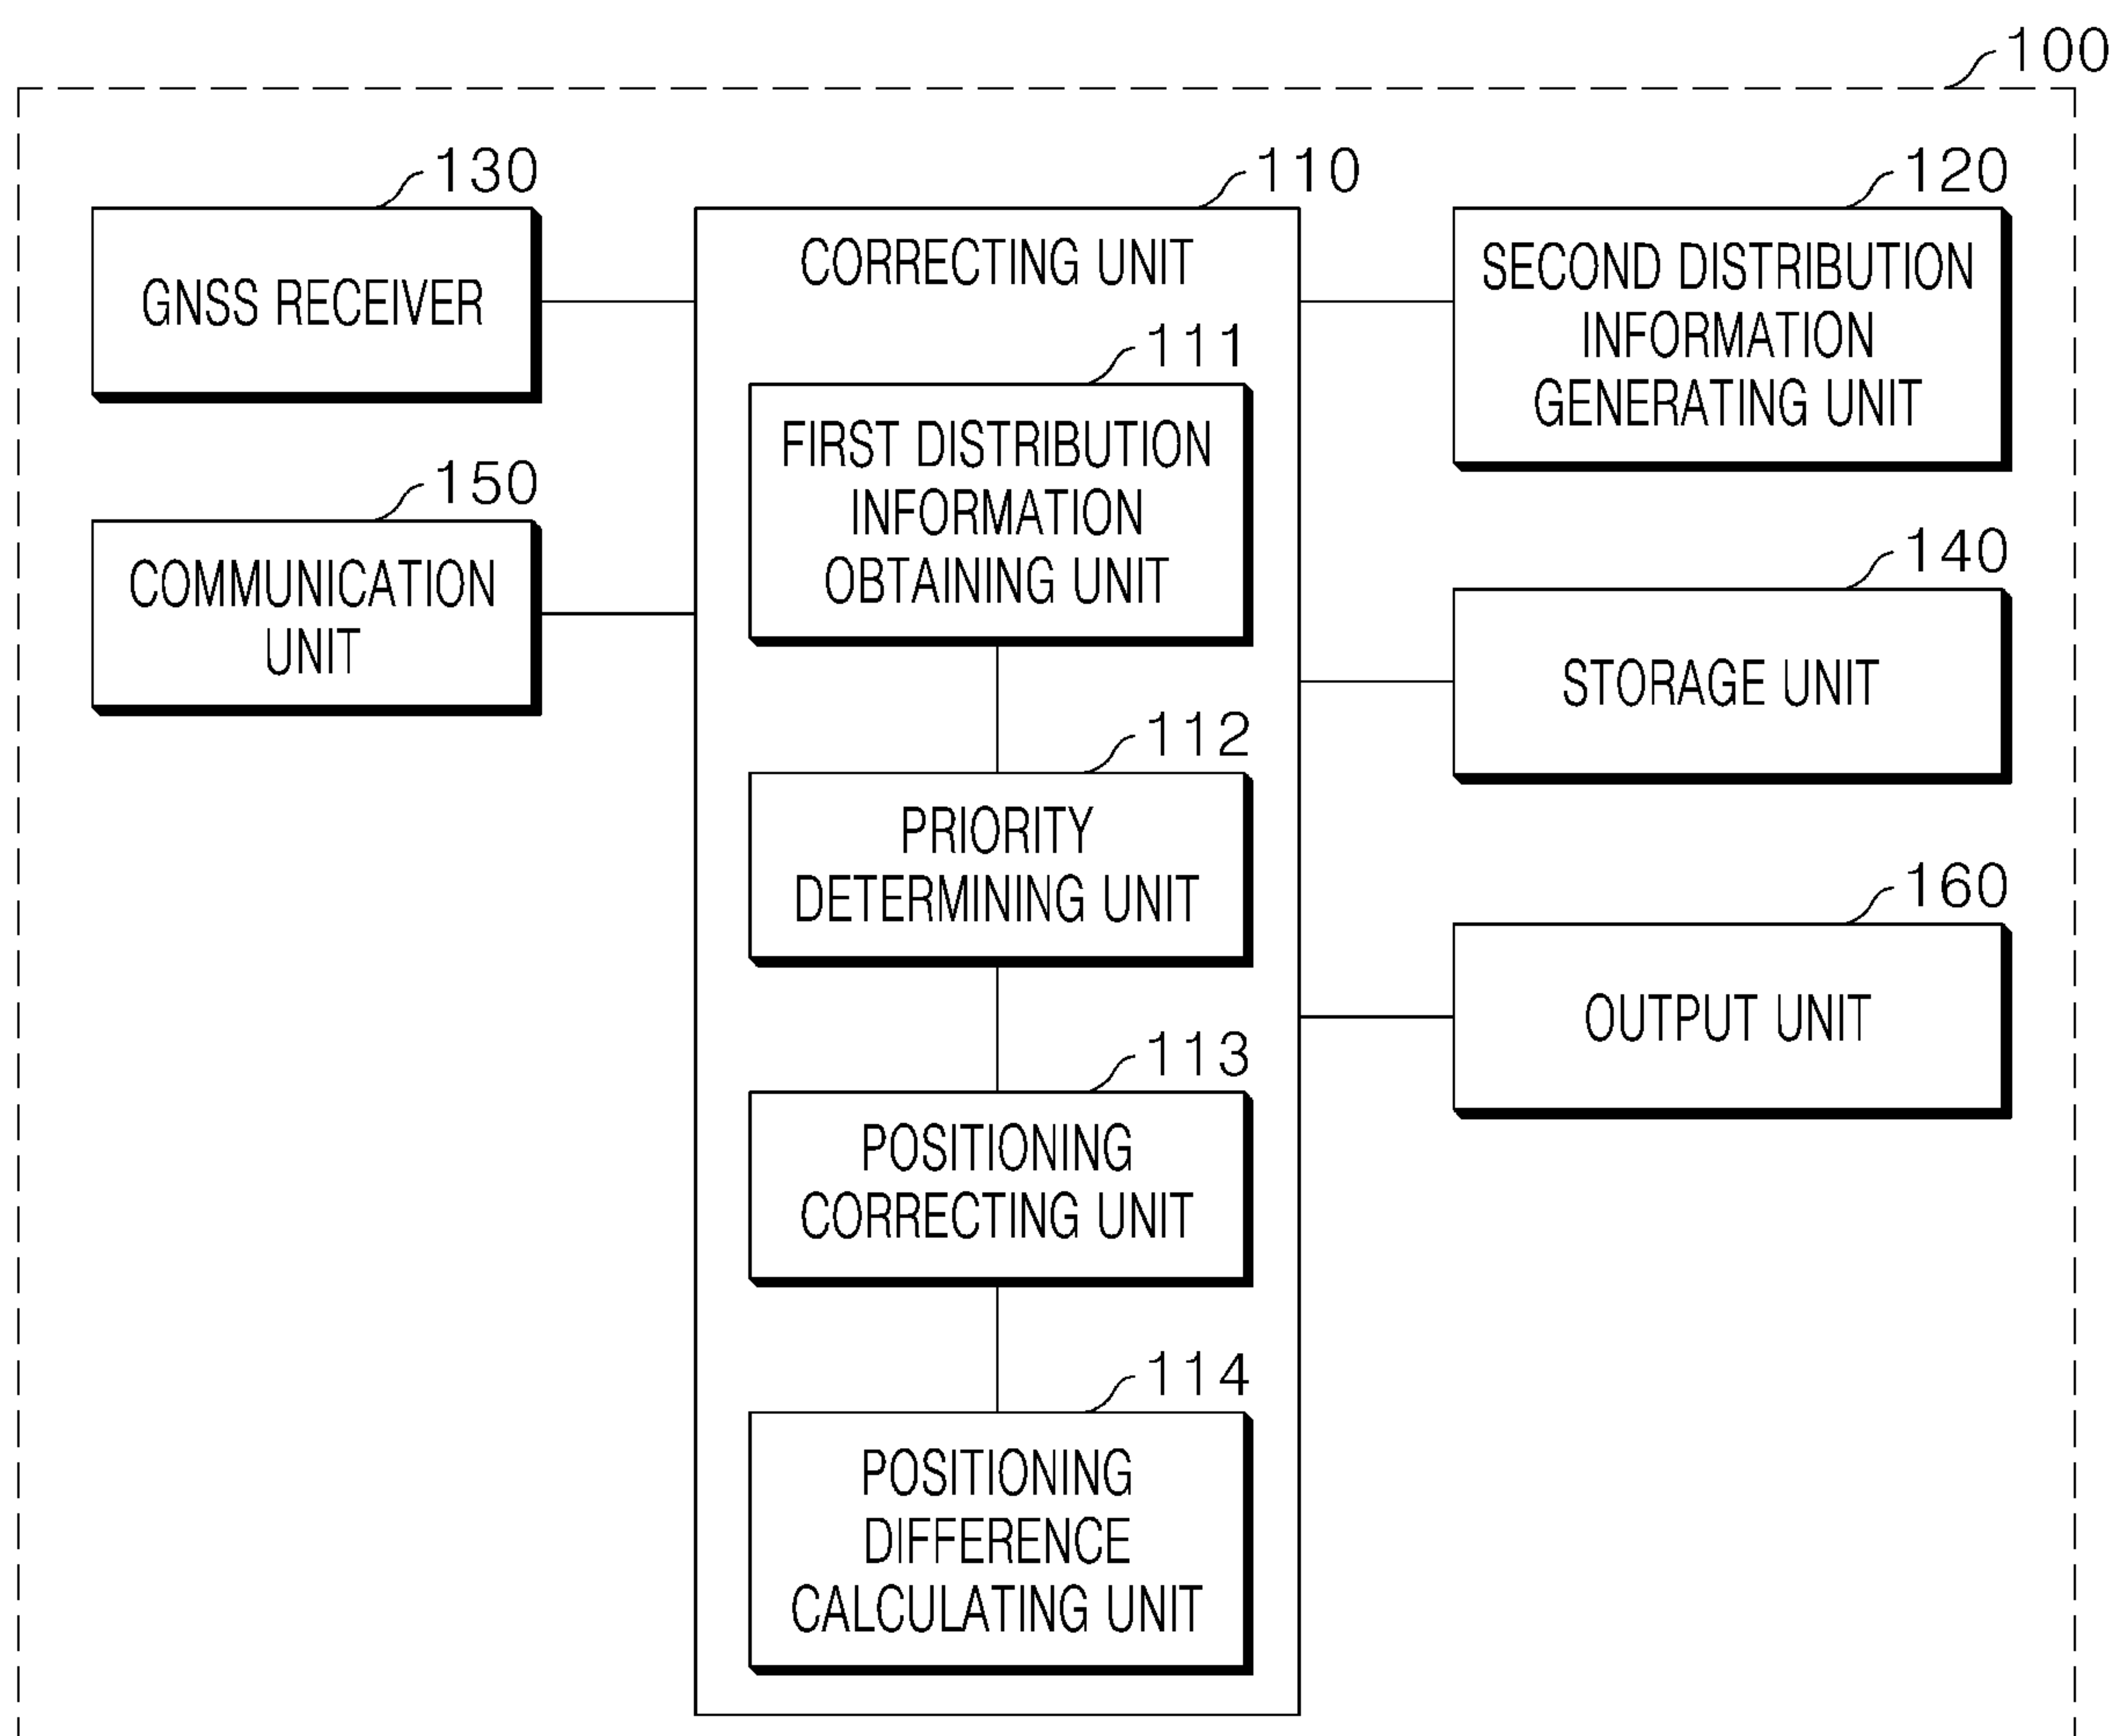 100
130
GNSS RECEIVER
150
COMMUNICATION
UNIT
110
CORRECTING UNIT
111
FIRST DISTRIBUTION
INFORMATION
OBTAINING UNIT
112
PRIORITY
DETERMINING UNIT
113
POSITIONING
CORRECTING UNIT
114
POSITIONING
DIFFERENCE
CALCULATING UNIT
120
SECOND DISTRIBUTION
INFORMATION
GENERATING UNIT
140
STORAGE UNIT
160
OUTPUT UNIT